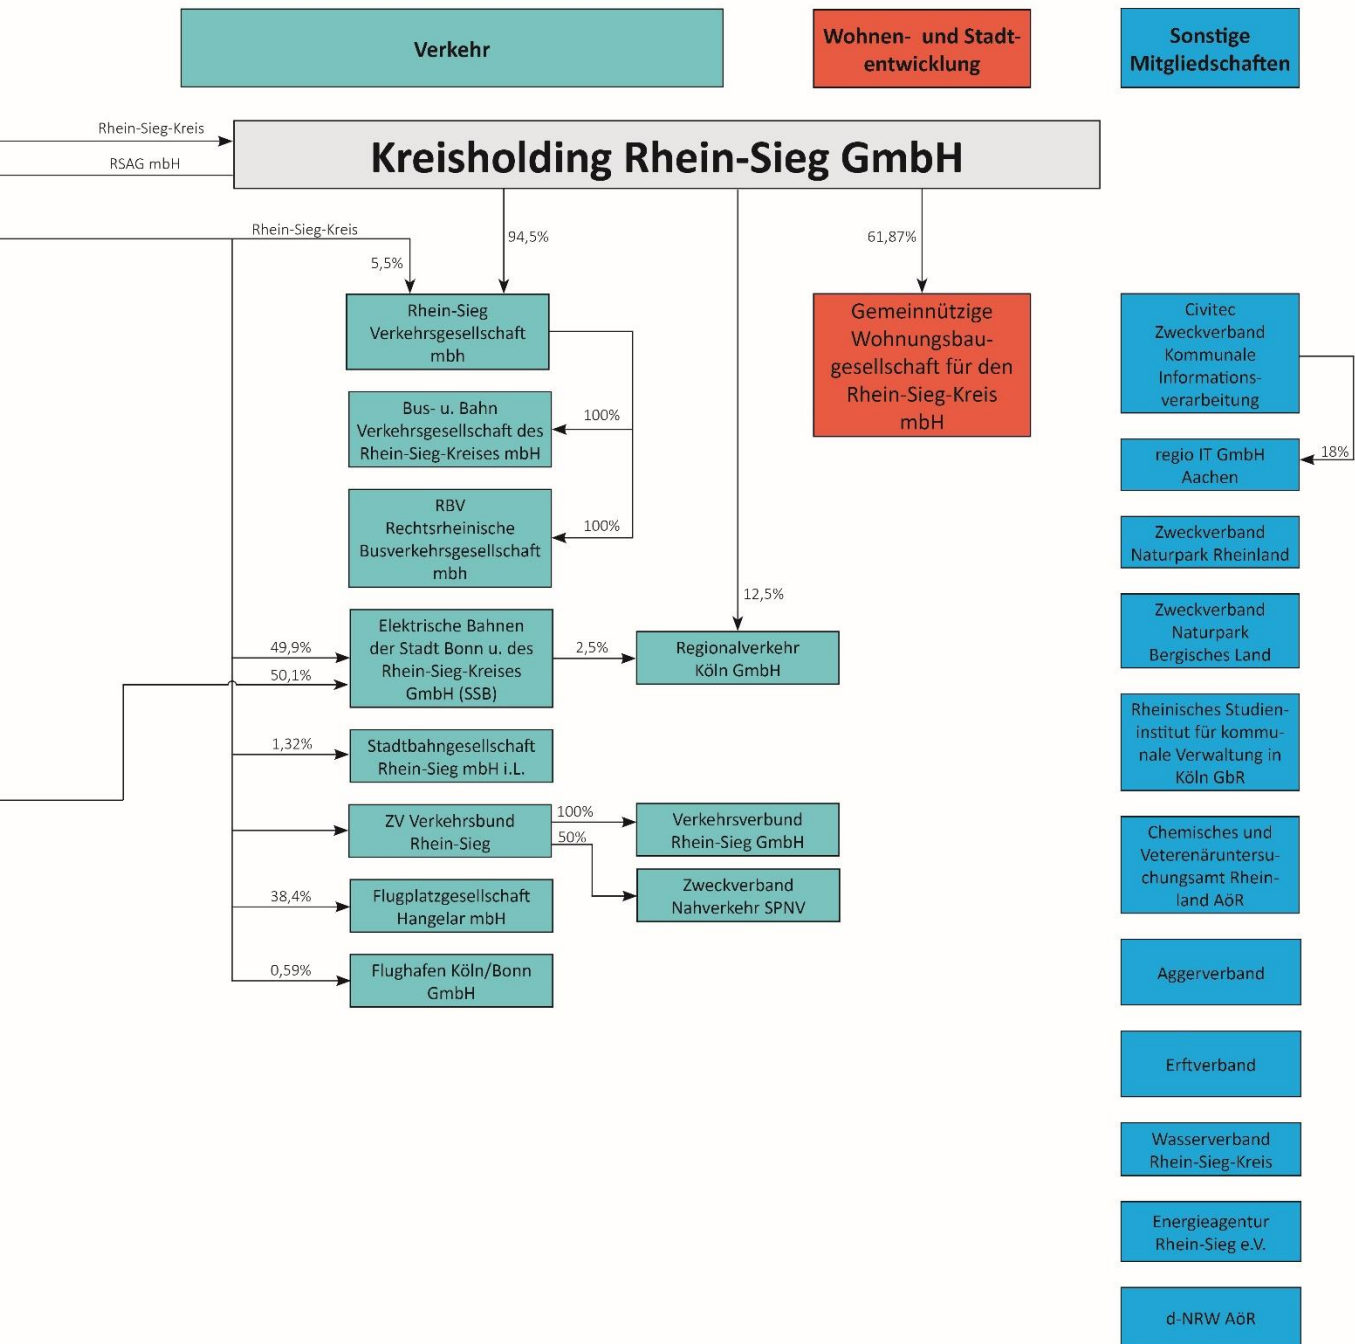 Verkehr
Wohnen- und Stadt-
entwicklung
Sonstige
Mitgliedschaften
Rhein-Sieg-Kreis
RSAG mbH
Kreisholding Rhein-Sieg GmbH
Rhein-Sieg-Kreis
5,5%
94,5%
61,87%
Rhein-Sieg
Verkehrsgesellschaft
mbh
Bus- u. Bahn
Verkehrsgesellschaft des
Rhein-Sieg-Kreises mbH
100%
RBV
Rechtsrheinische
Busverkehrsgesellschaft
mbh
100%
12,5%
49,9%
50,1%
Elektrische Bahnen
der Stadt Bonn u. des
Rhein-Sieg-Kreises
GmbH (SSB)
2,5%
Regionalverkehr
Köln GmbH
1,32%
Stadtbahngesellschaft
Rhein-Sieg mbH i.L.
ZV Verkehrsbund
Rhein-Sieg
100%
50%
Verkehrsverbund
Rhein-Sieg GmbH
Zweckverband
Nahverkehr SPNV
38,4%
Flugplatzgesellschaft
Hangelar mbH
0,59%
Flughafen Köln/Bonn
GmbH
Gemeinnützige
Wohnungsbau-
gesellschaft für den
Rhein-Sieg-Kreis
mbH
Civitec
Zweckverband
Kommunale
Informations-
verarbeitung
18%
regio IT GmbH
Aachen
Zweckverband
Naturpark Rheinland
Zweckverband
Naturpark
Bergisches Land
Rheinisches Studien-
institut für kommu-
nale Verwaltung in
Köln GbR
Chemisches und
Veterenäruntersu-
chungsamt Rhein-
land AöR
Aggerverband
Erftverband
Wasserverband
Rhein-Sieg-Kreis
Energieagentur
Rhein-Sieg e.V.
d-NRW AöR